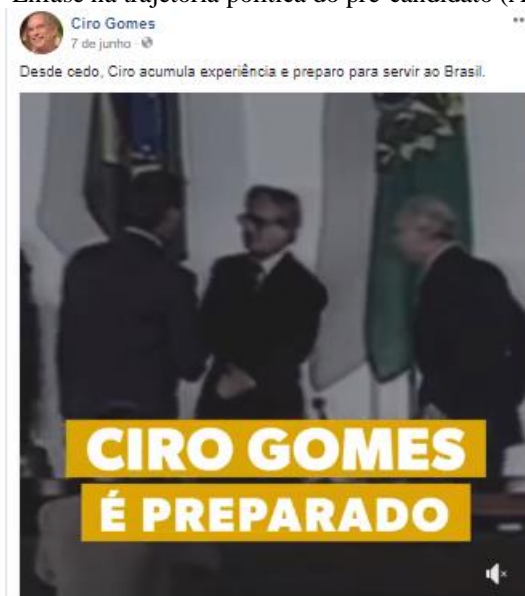 Ênfase na trajetória política do pré-candidato
Ciro Gomes
7 de junho
Desde cedo, Ciro acumula experiência e preparo para servir ao Brasil.
CIRO GOMES
É PREPARADO